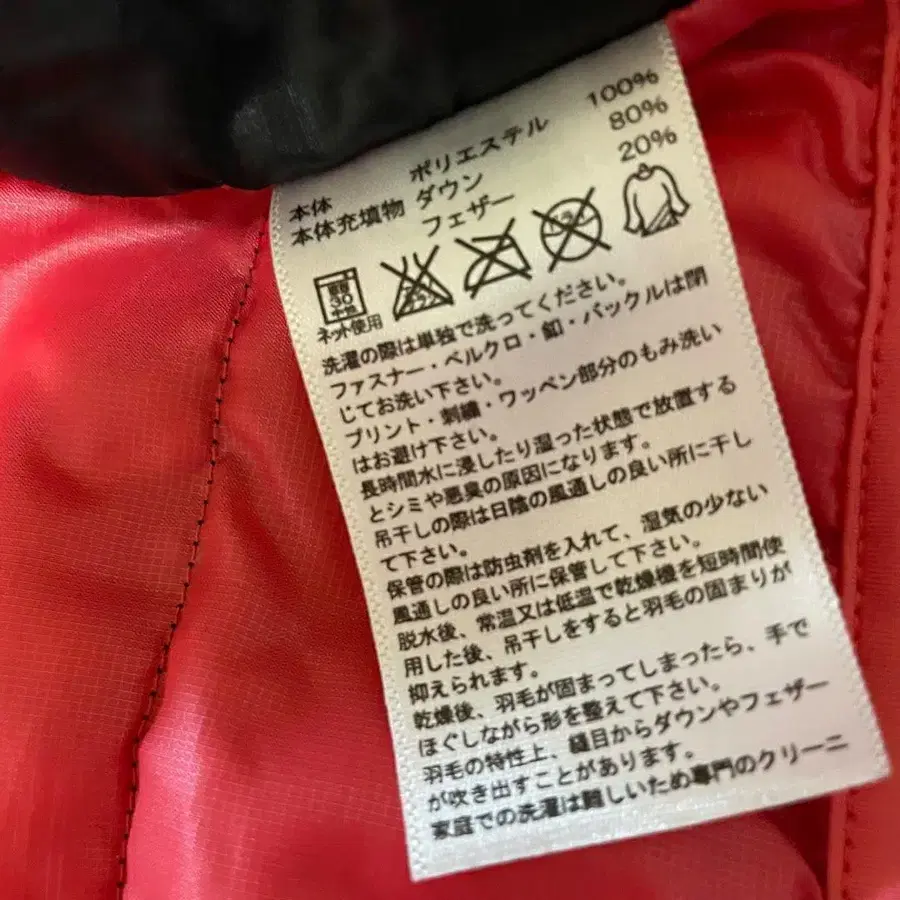 本体 ポリエステル 100%
本体充填物 ダウン 80%
フェザー 20%
30
ネット使用
洗濯の際は単独で洗ってください。
ファスナー・ベルクロ・釦・バックルは閉
じてお洗い下さい。
プリント・刺繍・ワッペン部分のもみ洗い
はお避け下さい。
長時間水に浸したり湿った状態で放置する
とシミや悪臭の原因になります。
吊干しの際は日陰の風通しの良い所に干し
て下さい。
保管の際は防虫剤を入れて、湿気の少ない
風通しの良い所に保管して下さい。
脱水後、常温又は低温で乾燥機を短時間使
用した後、吊干しをすると羽毛の固まりが
抑えられます。
乾燥後、羽毛が固まってしまったら、手で
ほぐしながら形を整えて下さい。
羽毛の特性上、縫目からダウンやフェザー
が吹き出すことがあります。
家庭での洗濯は難しいため専門のクリーニ